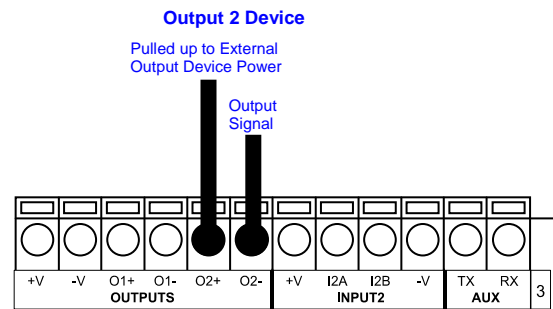 Output 2 Device
Pulled up to External
Output Device Power
Output
Signal
+V -V O1+ O1- O2+ O2- +V I2A I2B -V TX RX 3
OUTPUTS INPUT2 AUX